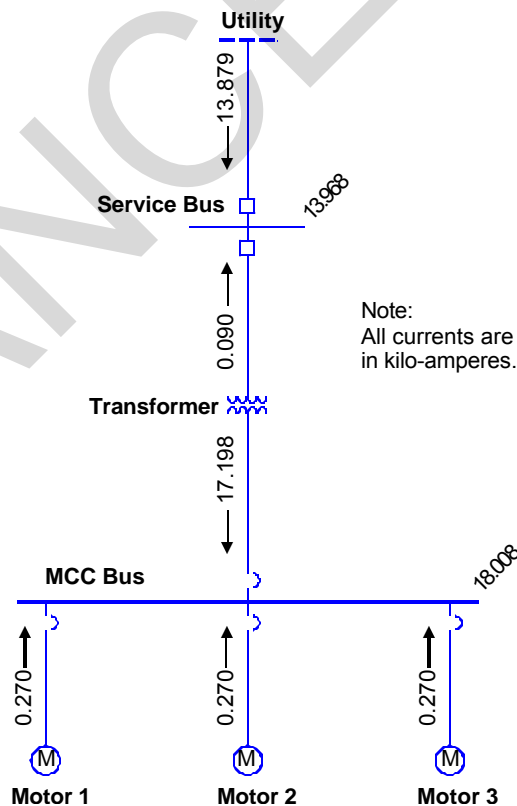 Utility
13.879
Service Bus
13.968
0.090
Note:
All currents are
in kilo-amperes.
Transformer
17.198
MCC Bus
18.008
0.270
0.270
0.270
M
M
M
Motor 1
Motor 2
Motor 3